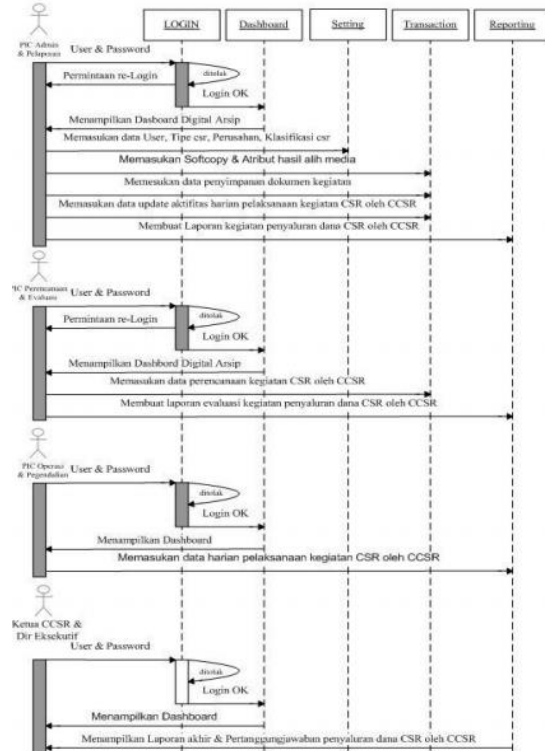 LOGIN
Dashboard
Setting
Transaction
Reporting
PIC Admin
& Pelaporan
User & Password
ditolak
Permintaan re-Login
Login OK
Menampilkan Dasboard Digital Arsip
Memasukan data User, Tipe csr, Perusahan, Klasifikasi csr
Memasukan Softcopy & Atribut hasil alih media
Memesukan data penyimpanan dokumen kegiatan
Memasukan data update aktifitas harian pelaksanaan kegiatan CSR oleh CCSR
Membuat Laporan kegiatan penyaluran dana CSR oleh CCSR
PIC Perencanaan
& Evaluasi
User & Password
ditolak
Permintaan re-Login
Login OK
Menampilkan Dashbord Digital Arsip
Memasukan data perencanaan kegiatan CSR oleh CCSR
Membuat laporan evaluasi kegiatan penyaluran dana CSR oleh CCSR
PIC Operasi
& Pegendalian
User & Password
ditolak
Login OK
Menampilkan Dashboard
Memasukan data harian pelaksanaan kegiatan CSR oleh CCSR
Ketua CCSR &
Dir Eksekutif
User & Password
ditolak
Login OK
Menampilkan Dashboard
Menampilkan Laporan akhir & Pertanggungjawaban penyaluran dana CSR oleh CCSR